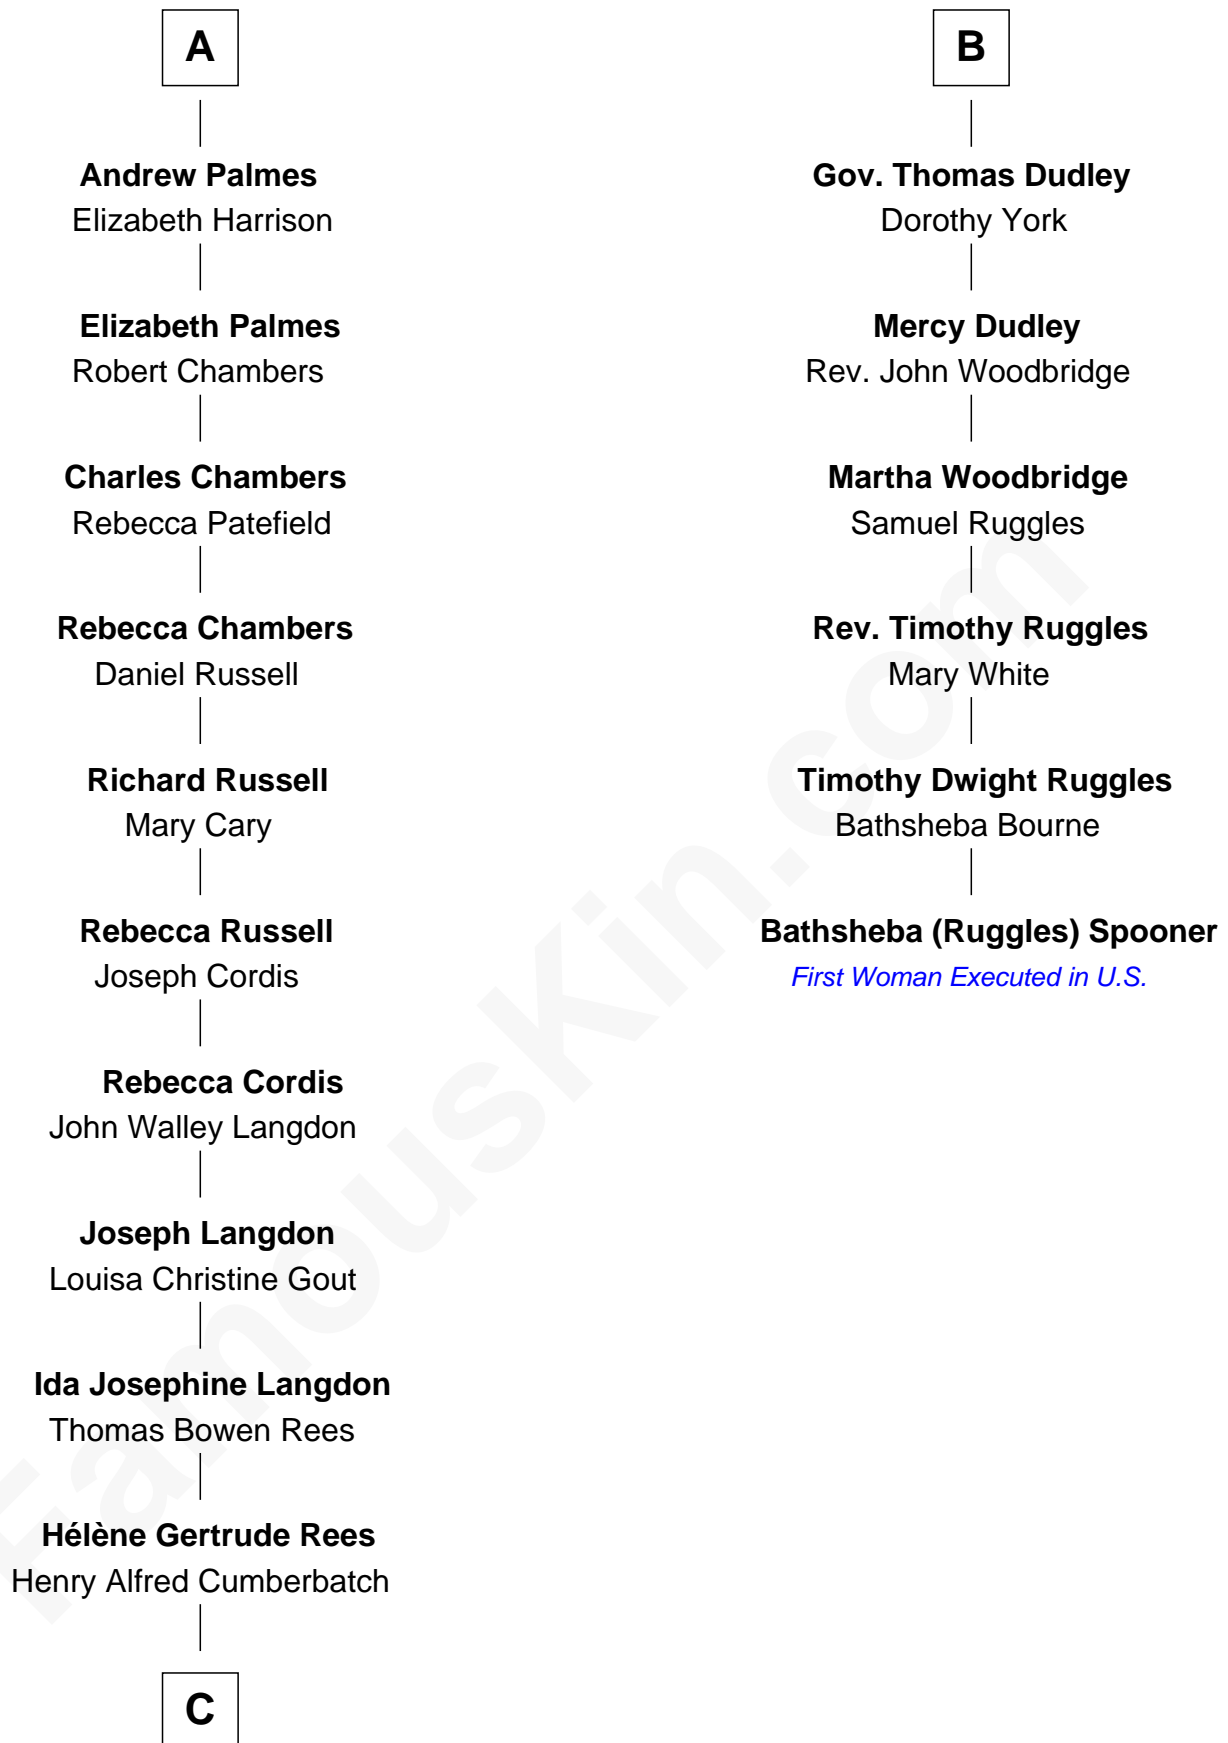 A
Andrew Palmes
Elizabeth Harrison
Elizabeth Palmes
Robert Chambers
Charles Chambers
Rebecca Patefield
Rebecca Chambers
Daniel Russell
Richard Russell
Mary Cary
Rebecca Russell
Joseph Cordis
Rebecca Cordis
John Walley Langdon
Joseph Langdon
Louisa Christine Gout
Ida Josephine Langdon
Thomas Bowen Rees
Hélène Gertrude Rees
Henry Alfred Cumberbatch
C
B
Gov. Thomas Dudley
Dorothy York
Mercy Dudley
Rev. John Woodbridge
Martha Woodbridge
Samuel Ruggles
Rev. Timothy Ruggles
Mary White
Timothy Dwight Ruggles
Bathsheba Bourne
Bathsheba (Ruggles) Spooner
First Woman Executed in U.S.
FamousKin.com